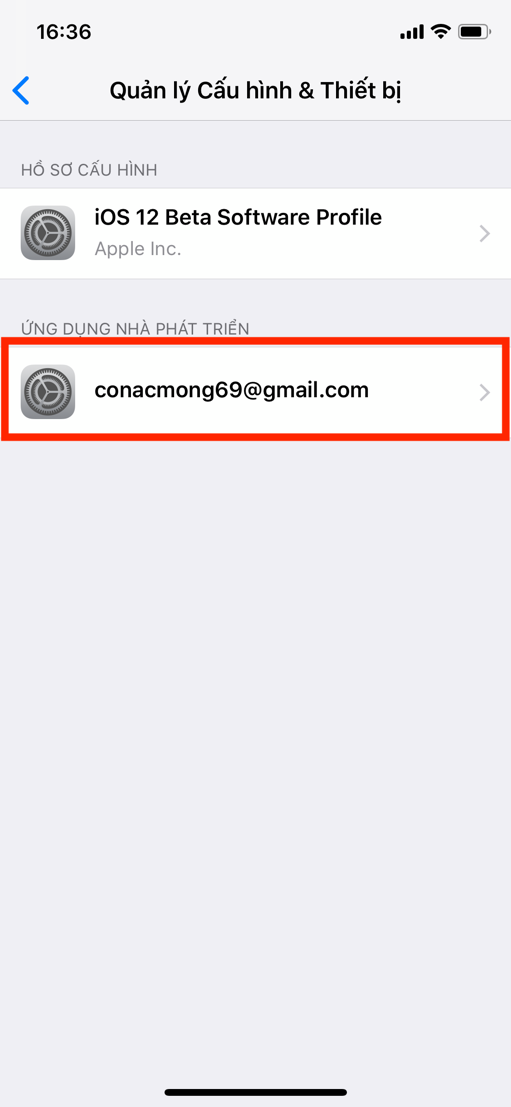 16:36
Quản lý Cấu hình & Thiết bị
HỒ SƠ CẤU HÌNH
iOS 12 Beta Software Profile
Apple Inc.
ỨNG DỤNG NHÀ PHÁT TRIỂN
conacmong69@gmail.com